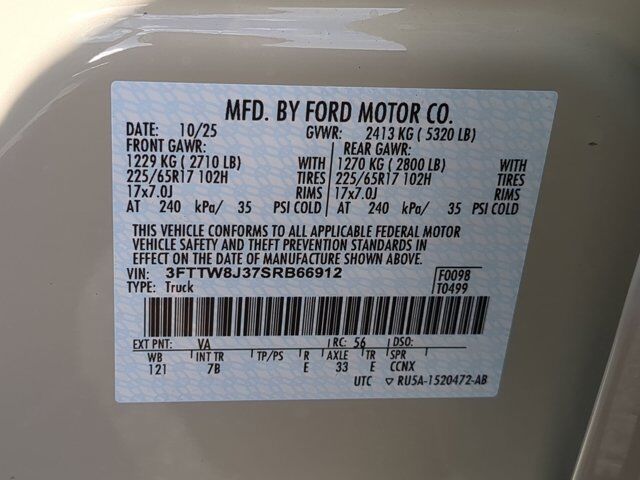 MFD. BY FORD MOTOR CO.
DATE: 10/25 GVWR: 2413 KG ( 5320 LB)
FRONT GAWR: REAR GAWR:
1229 KG ( 2710 LB) WITH 1270 KG ( 2800 LB) WITH
225/65R17 102H TIRES 225/65R17 102H TIRES
17x7.0J RIMS 17x7.0J RIMS
AT 240 kPa/ 35 PSI COLD AT 240 kPa/ 35 PSI COLD
THIS VEHICLE CONFORMS TO ALL APPLICABLE FEDERAL MOTOR
VEHICLE SAFETY AND THEFT PREVENTION STANDARDS IN
EFFECT ON THE DATE OF MANUFACTURE SHOWN ABOVE.
VIN: 3FTTW8J37SRB66912 F0098
TYPE: Truck T0499
EXT PNT: VA RC: 56 DSO:
WB INT TR TP/PS R AXLE TR SPR
121 7B E 33 E CCNX
UTC ▽ RU5A-1520472-AB